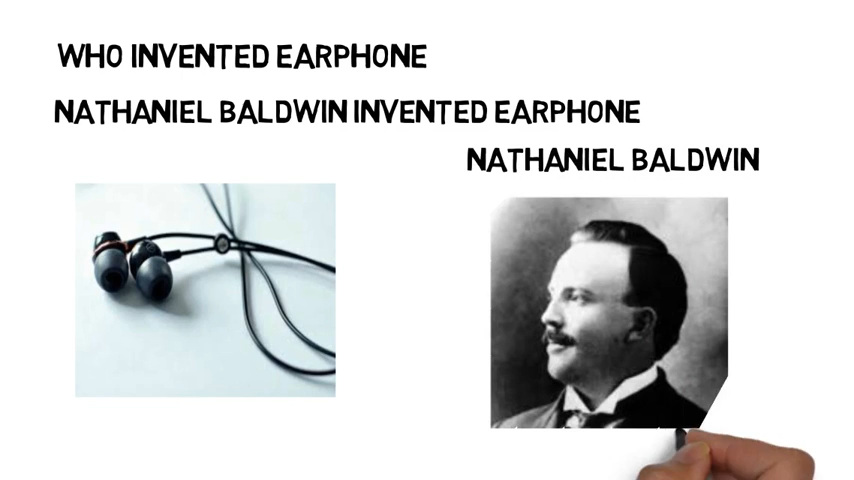 WHO INVENTED EARPHONE
NATHANIEL BALDWIN INVENTED EARPHONE
NATHANIEL BALDWIN